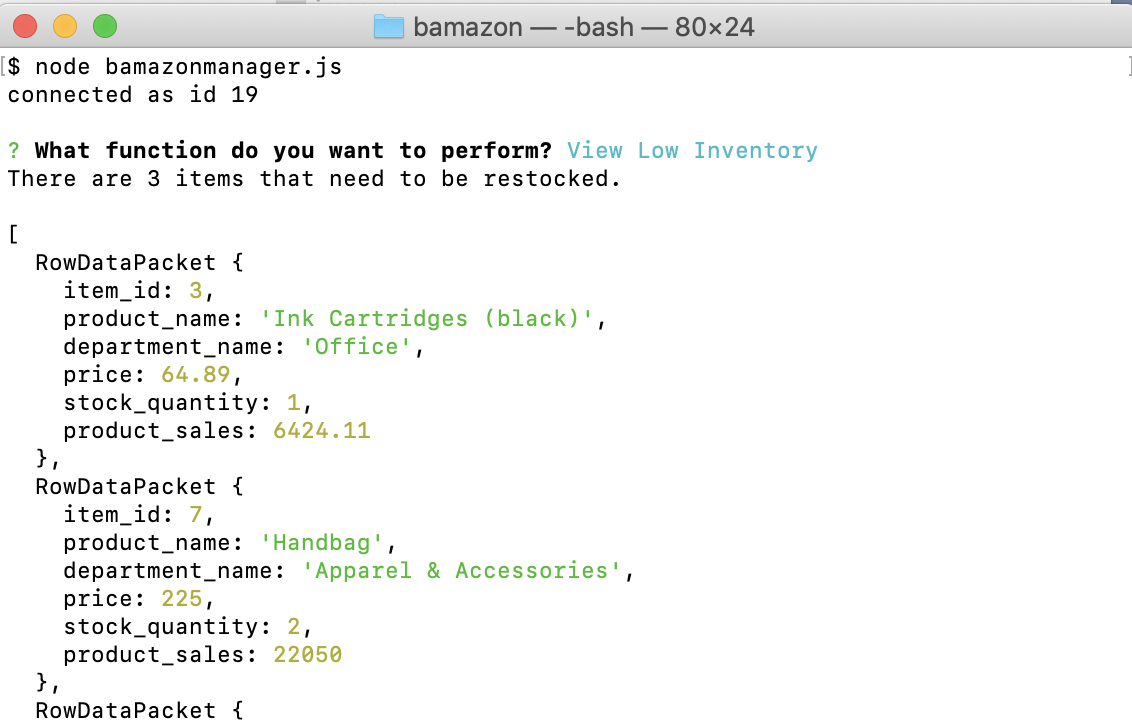 bamazon — -bash — 80×24
[$ node bamazonmanager.js ]
connected as id 19
? What function do you want to perform? View Low Inventory
There are 3 items that need to be restocked.
[
  RowDataPacket {
    item_id: 3,
    product_name: 'Ink Cartridges (black)',
    department_name: 'Office',
    price: 64.89,
    stock_quantity: 1,
    product_sales: 6424.11
  },
  RowDataPacket {
    item_id: 7,
    product_name: 'Handbag',
    department_name: 'Apparel & Accessories',
    price: 225,
    stock_quantity: 2,
    product_sales: 22050
  },
  RowDataPacket {